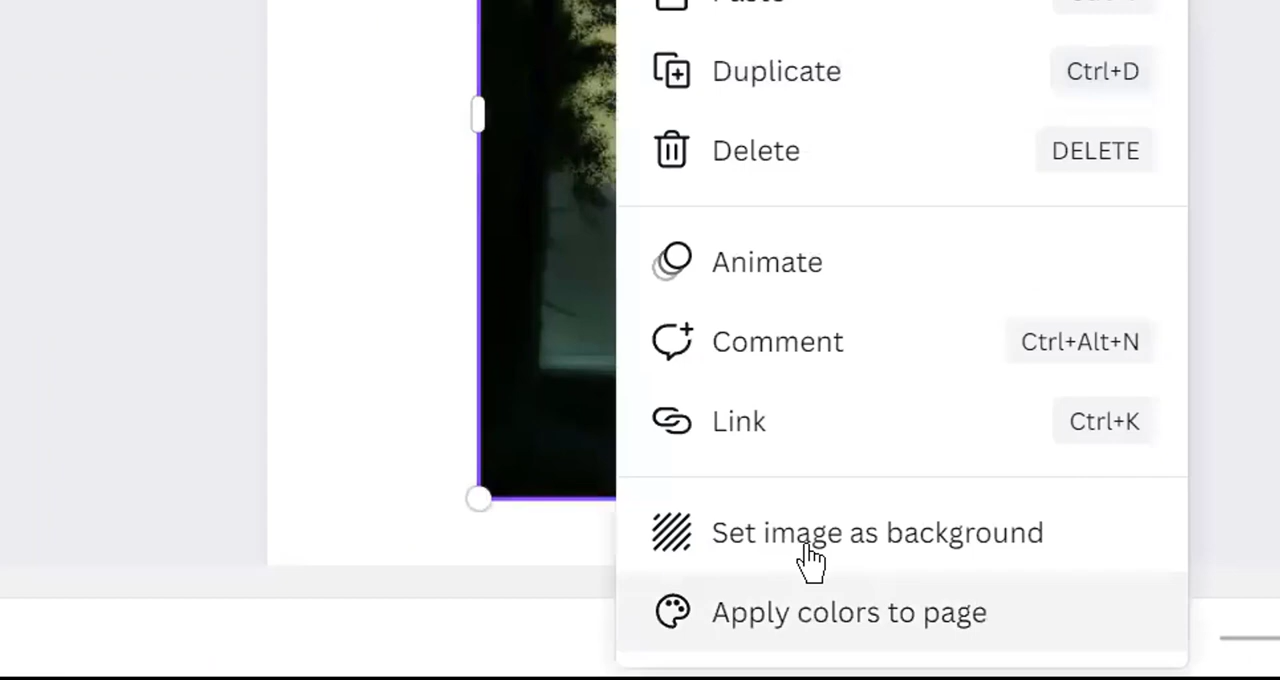 Duplicate Ctrl+D
Delete DELETE
Animate
Comment Ctrl+Alt+N
Link Ctrl+K
Set image as background
Apply colors to page